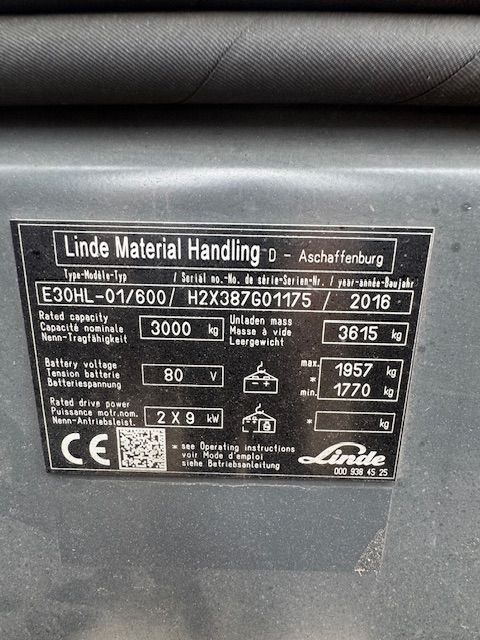 Linde Material Handling D - Aschaffenburg
Type-Modèle-Typ / Serial no.-No. de série-Serien-Nr. / year-année-Baujahr
E30HL-01/600 / H2X387G01175 / 2016
Rated capacity
Capacité nominale
Nenn-Tragfähigkeit
3000 kg
Unladen mass
Masse à vide
Leergewicht
3615 kg
Battery voltage
Tension batterie
Batteriespannung
80 V
max. 1957 kg
*
min. 1770 kg
Rated drive power
Puissance motr.nom.
Nenn-Antriebsleist.
2 X 9 kW
* kg
CE
* see Operating instructions
voir Mode d'emploi
siehe Betriebsanleitung
Linde
000 938 45 25